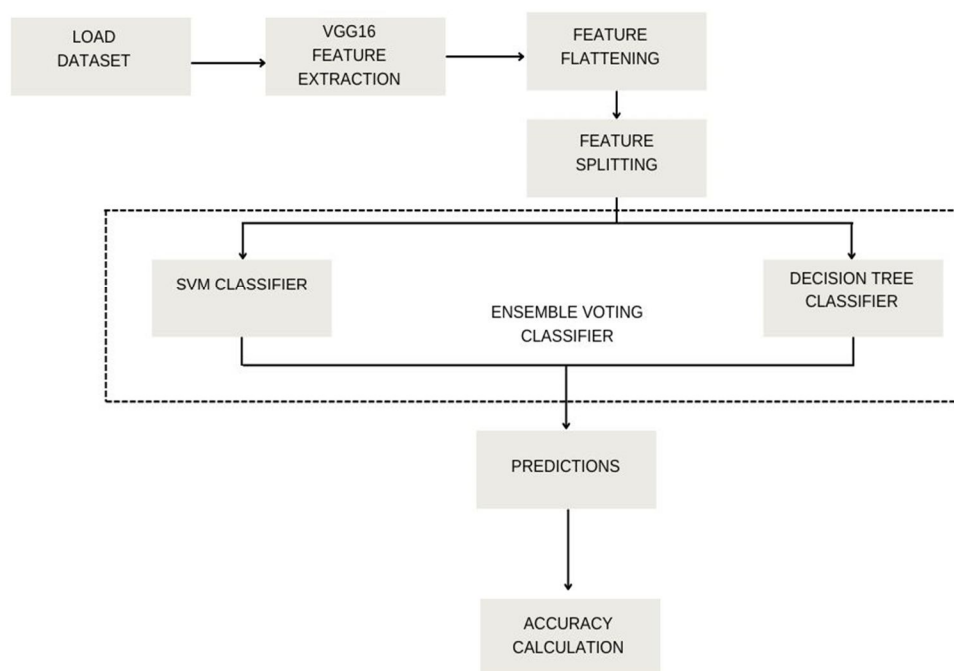 LOAD
DATASET
VGG16
FEATURE
EXTRACTION
FEATURE
FLATTENING
FEATURE
SPLITTING
SVM CLASSIFIER
DECISION TREE
CLASSIFIER
ENSEMBLE VOTING
CLASSIFIER
PREDICTIONS
ACCURACY
CALCULATION